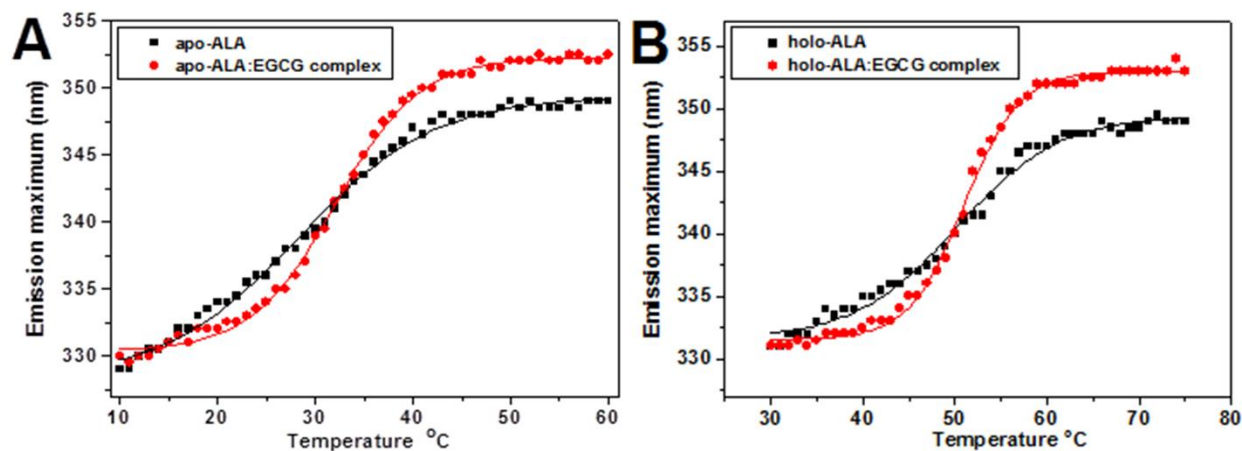 A
355
350
345
340
335
330
Emission maximum (nm)
apo-ALA
apo-ALA:EGCG complex
10 20 30 40 50 60
Temperature °C
B
355
350
345
340
335
330
Emission maximum (nm)
holo-ALA
holo-ALA:EGCG complex
30 40 50 60 70 80
Temperature °C